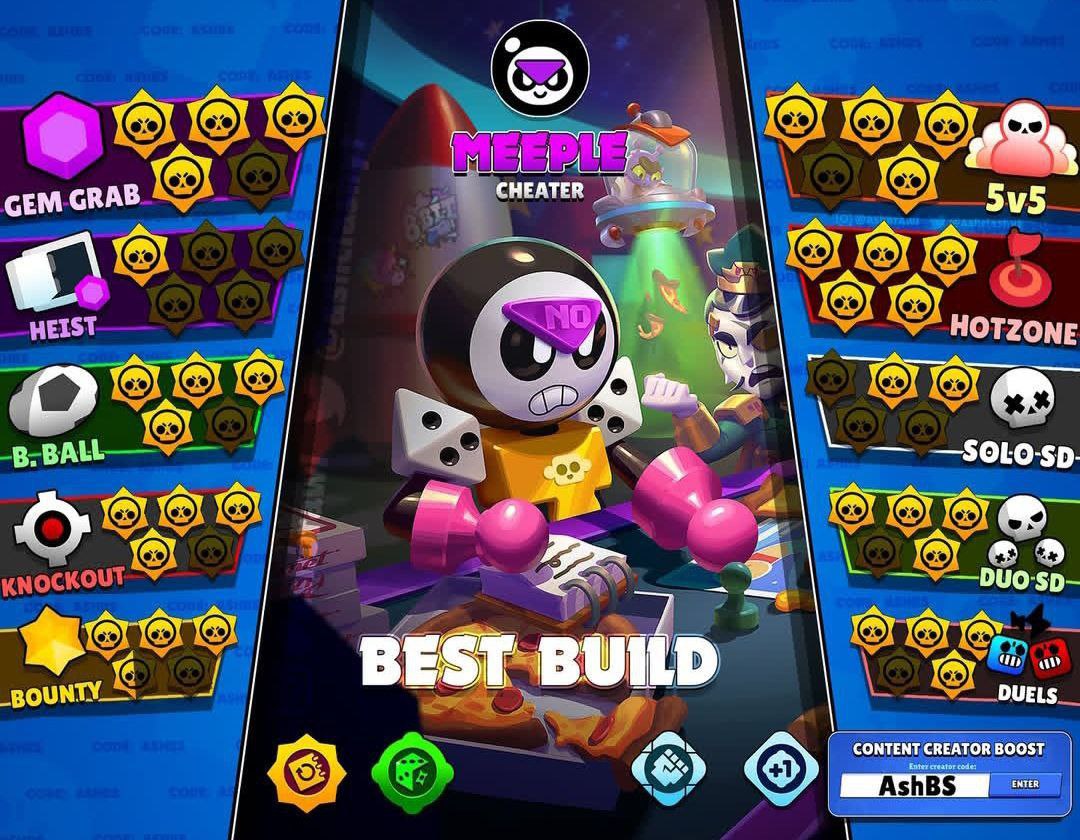 MEEPLE
CHEATER
GEM GRAB
HEIST
B. BALL
KNOCKOUT
BOUNTY
NO
5v5
HOTZONE
SOLO SD
DUO SD
DUELS
BEST BUILD
+1
CONTENT CREATOR BOOST
Enter creator code:
AshBS
ENTER
CODE: ASHBS